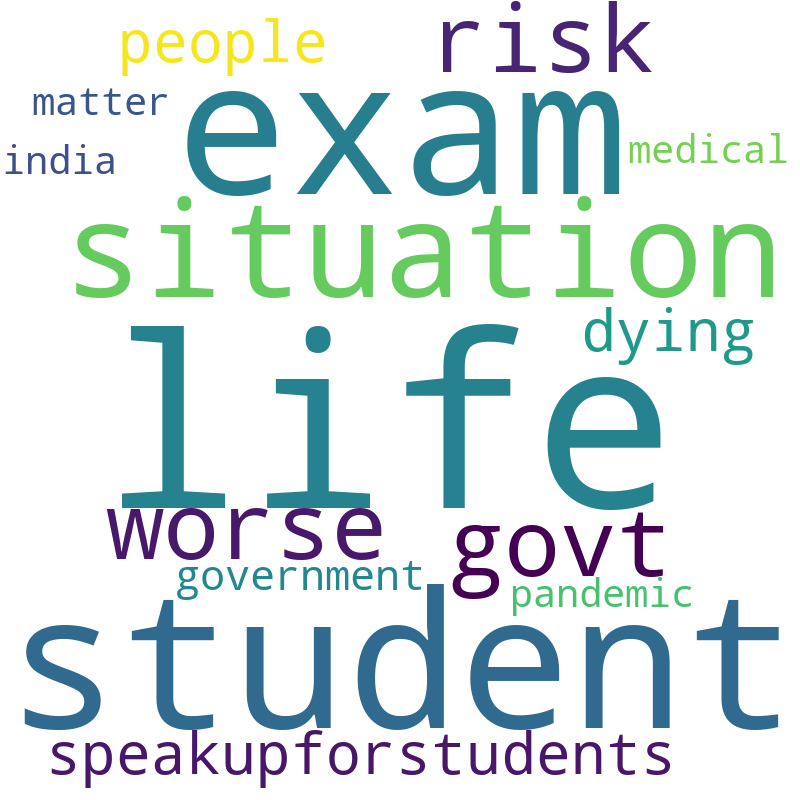 people risk
matter exam
india medical
situation
dying
life
worse govt
government pandemic
student
speakupforstudents